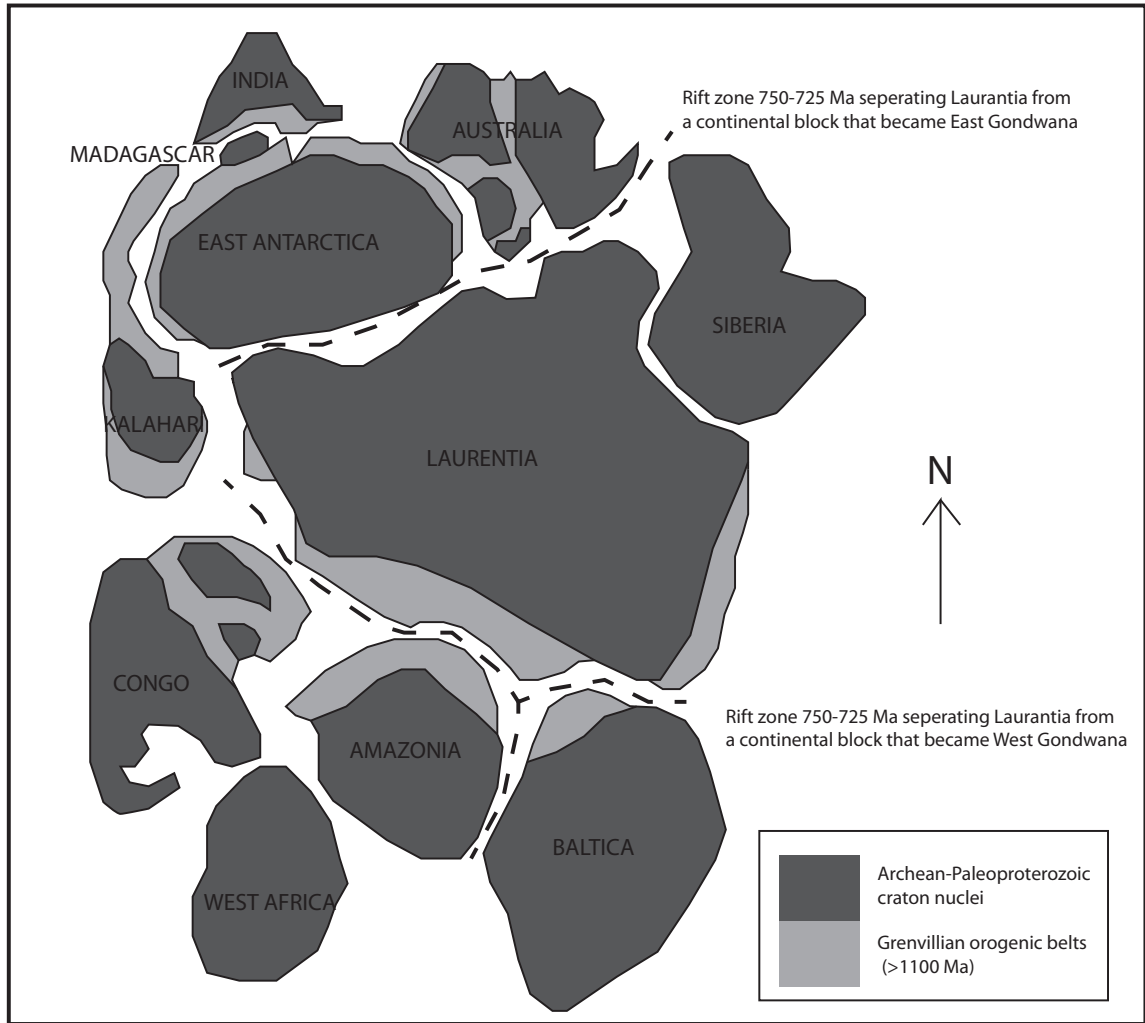 INDIA
AUSTRALIA
Rift zone 750-725 Ma seperating Laurantia from
a continental block that became East Gondwana
MADAGASCAR
EAST ANTARCTICA
SIBERIA
KALAHARI
LAURENTIA
N
CONGO
AMAZONIA
Rift zone 750-725 Ma seperating Laurantia from
a continental block that became West Gondwana
BALTICA
WEST AFRICA
Archean-Paleoproterozoic
craton nuclei
Grenvillian orogenic belts
(>1100 Ma)